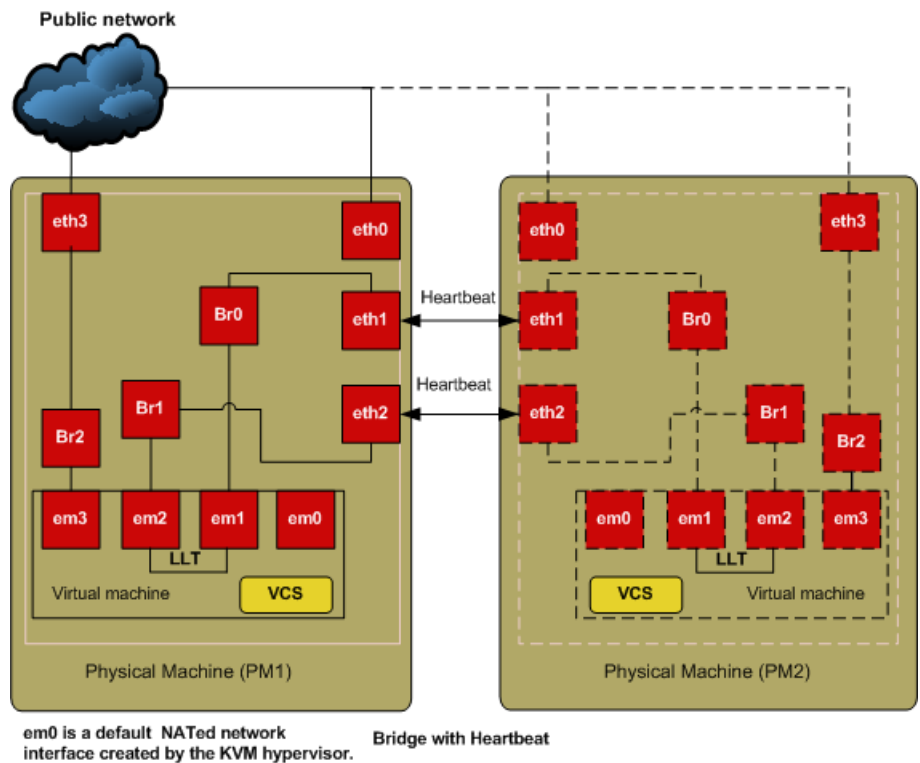 Public network
eth3
eth0
eth0
eth3
Heartbeat
Br0
eth1
eth1
Br0
Heartbeat
Br1
eth2
eth2
Br1
Br2
Br2
em3
em2
em1
em0
em0
em1
em2
em3
LLT
LLT
Virtual machine
VCS
VCS
Virtual machine
Physical Machine (PM1)
Physical Machine (PM2)
em0 is a default NATed network
interface created by the KVM hypervisor.
Bridge with Heartbeat